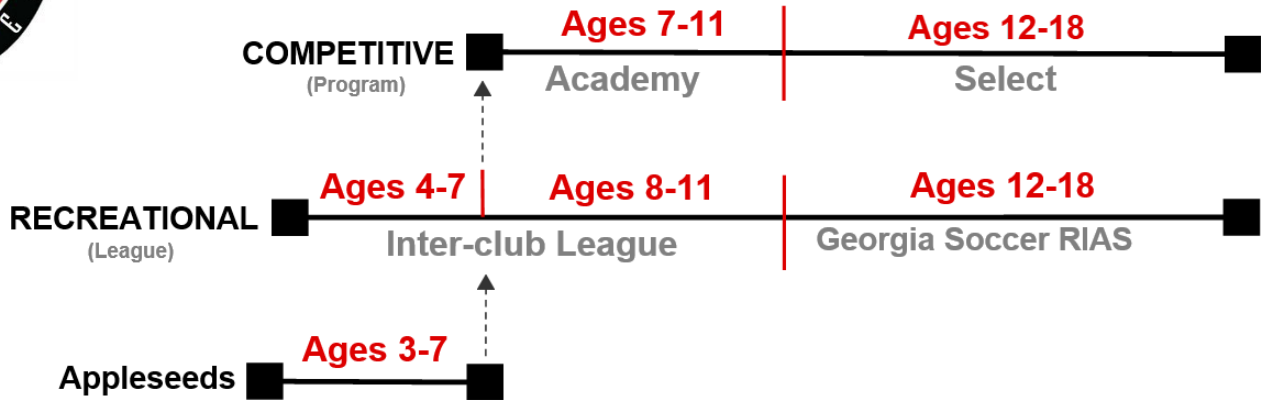 COMPETITIVE
(Program)
Ages 7-11
Academy
Ages 12-18
Select
RECREATIONAL
(League)
Ages 4-7
Ages 8-11
Inter-club League
Ages 12-18
Georgia Soccer RIAS
Appleseeds
Ages 3-7